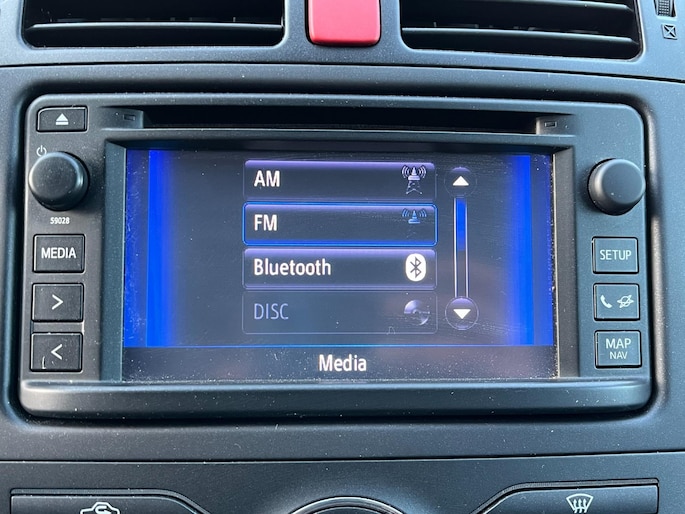 59028
MEDIA
AM
FM
Bluetooth
DISC
Media
SETUP
MAP
NAV